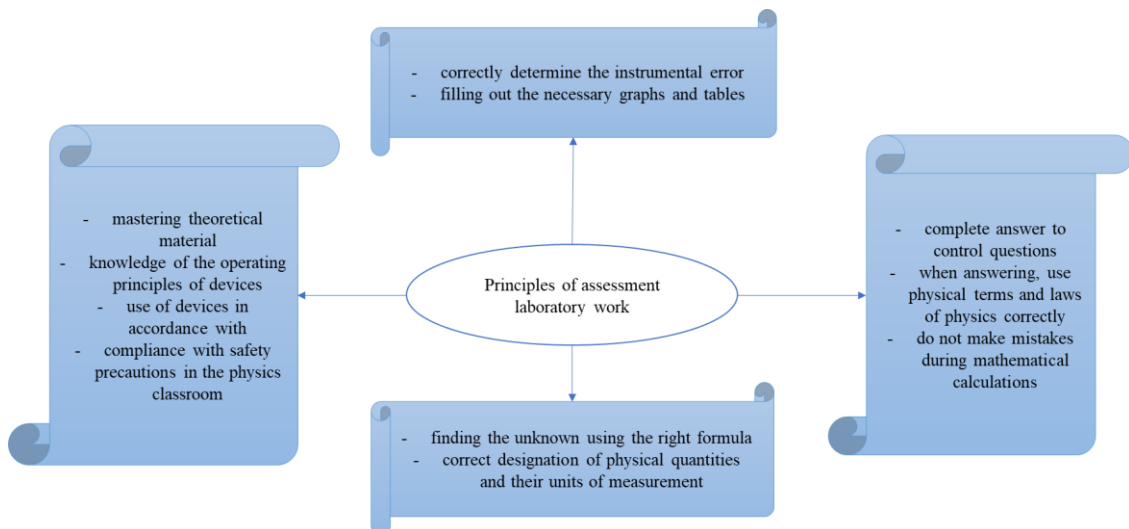 - correctly determine the instrumental error
- filling out the necessary graphs and tables
- mastering theoretical
material
- knowledge of the operating
principles of devices
- use of devices in
accordance with
- compliance with safety
precautions in the physics
classroom
Principles of assessment
laboratory work
- complete answer to
control questions
- when answering, use
physical terms and laws
of physics correctly
- do not make mistakes
during mathematical
calculations
- finding the unknown using the right formula
- correct designation of physical quantities
and their units of measurement